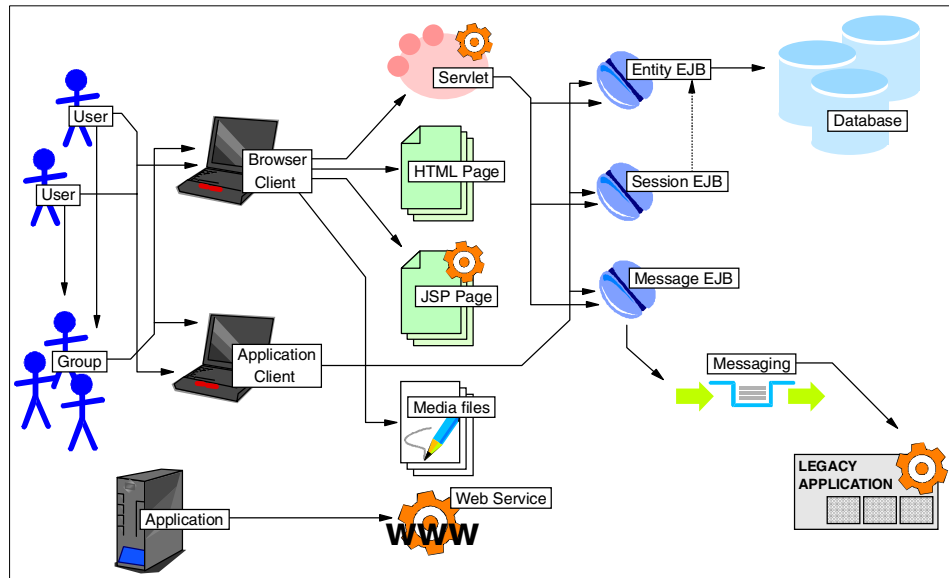 User
User
Group
Browser
Client
Application
Client
Application
Servlet
HTML Page
JSP Page
Media files
Web Service
WWW
Entity EJB
Session EJB
Message EJB
Database
Messaging
LEGACY
APPLICATION